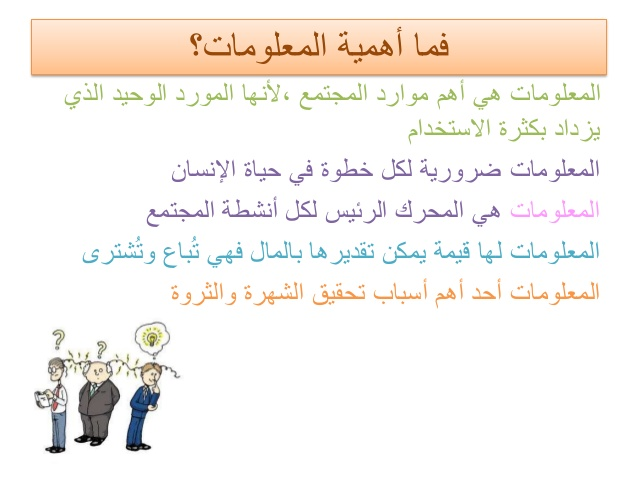 فما أهمية المعلومات؟
المعلومات هي أهم موارد المجتمع ،لأنها المورد الوحيد الذي
يزداد بكثرة الاستخدام
المعلومات ضرورية لكل خطوة في حياة الإنسان
المعلومات هي المحرك الرئيس لكل أنشطة المجتمع
المعلومات لها قيمة يمكن تقديرها بالمال فهي تُباع وتُشترى
المعلومات أحد أهم أسباب تحقيق الشهرة والثروة